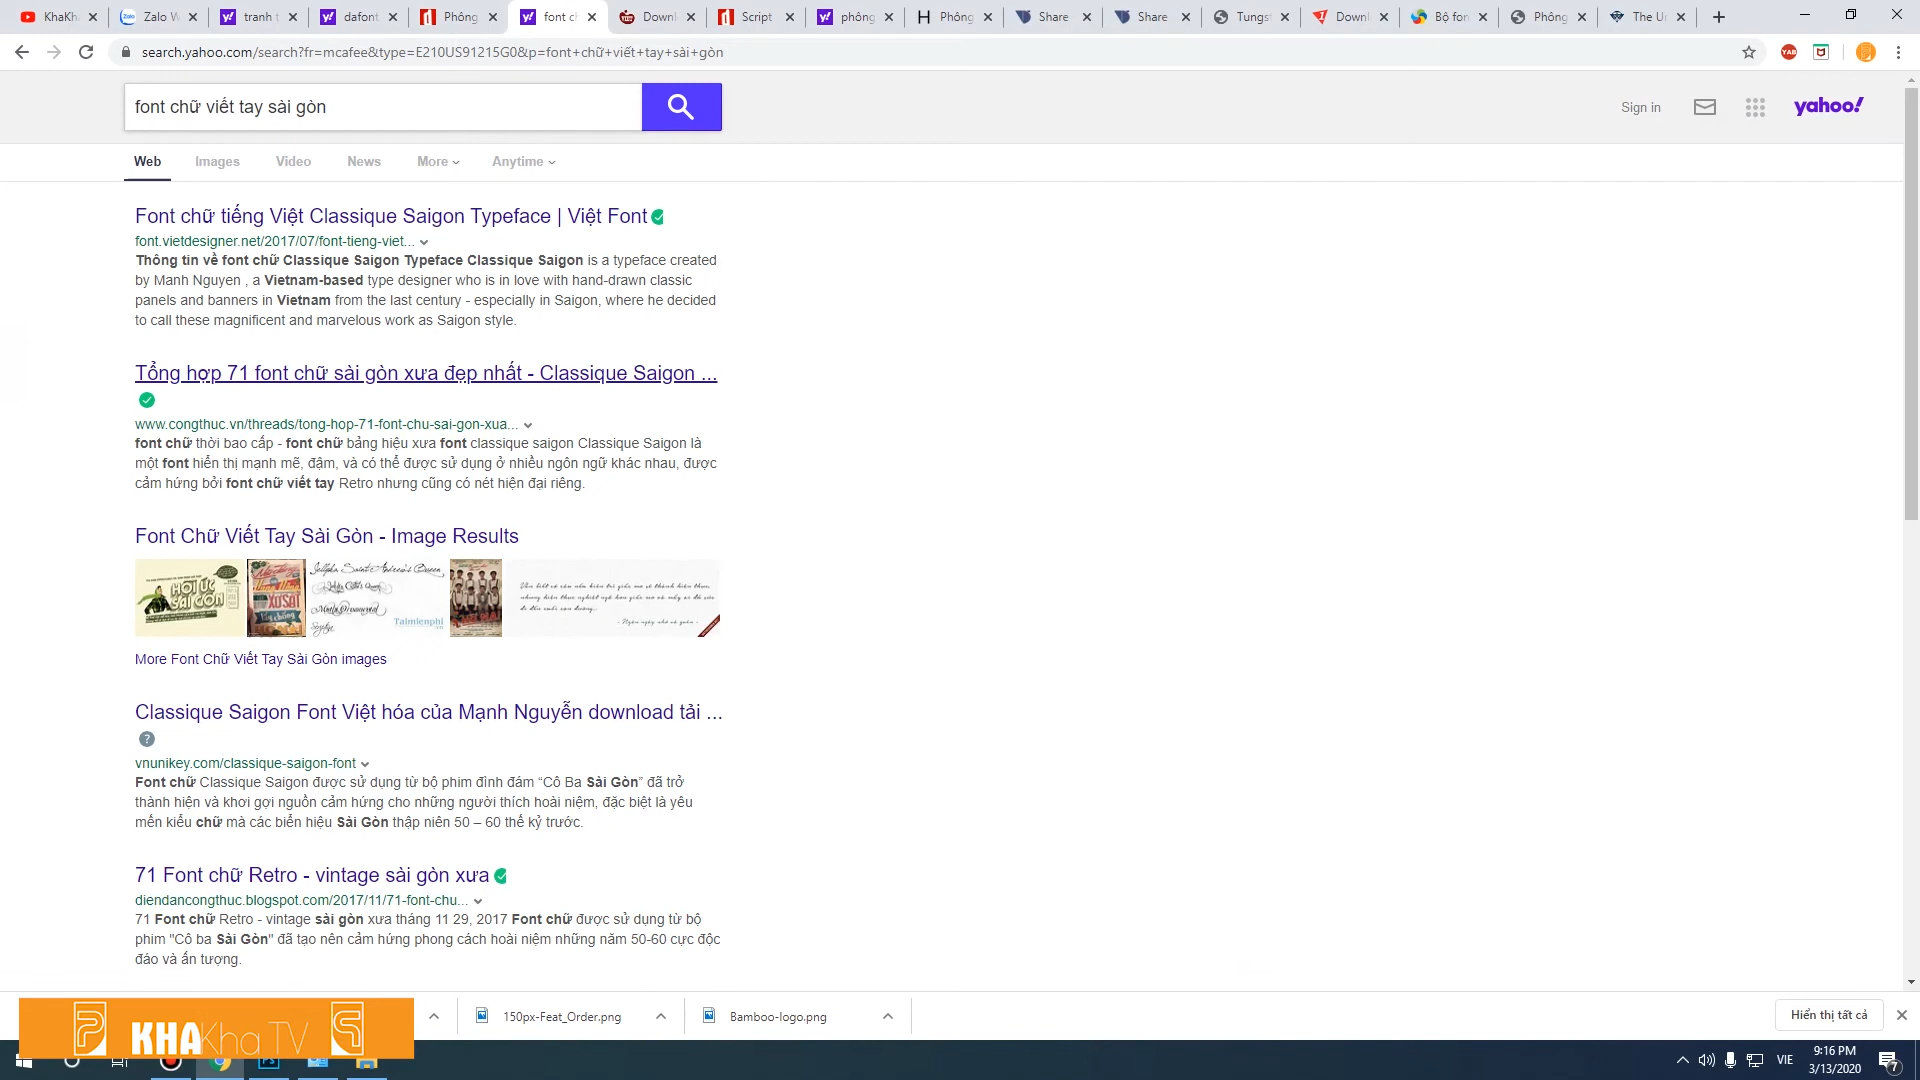 KhaKh
Zalo W
tranh t
dafont
Phông
font ch
Downl
Script
phông
Phông
Share
Share
Tungst
Downl
Bộ fon
Phông
The Ur
search.yahoo.com/search?fr=mcafee&type=E210US91215G0&p=font+chữ+viết+tay+sài+gòn
font chữ viết tay sài gòn
Sign in
yahoo!
Web Images Video News More Anytime
Font chữ tiếng Việt Classique Saigon Typeface | Việt Font
font.vietdesigner.net/2017/07/font-tieng-viet...
Thông tin về font chữ Classique Saigon Typeface Classique Saigon is a typeface created
by Manh Nguyen , a Vietnam-based type designer who is in love with hand-drawn classic
panels and banners in Vietnam from the last century - especially in Saigon, where he decided
to call these magnificent and marvelous work as Saigon style.
Tổng hợp 71 font chữ sài gòn xưa đẹp nhất - Classique Saigon ...
www.congthuc.vn/threads/tong-hop-71-font-chu-sai-gon-xua...
font chữ thời bao cấp - font chữ bảng hiệu xưa font classique saigon Classique Saigon là
một font hiển thị mạnh mẽ, đậm, và có thể được sử dụng ở nhiều ngôn ngữ khác nhau, được
cảm hứng bởi font chữ viết tay Retro nhưng cũng có nét hiện đại riêng.
Font Chữ Viết Tay Sài Gòn - Image Results
HỒI ỨC
SÀI GÒN
Taimienphi
More Font Chữ Viết Tay Sài Gòn images
Classique Saigon Font Việt hóa của Mạnh Nguyễn download tải ...
vnunikey.com/classique-saigon-font
Font chữ Classique Saigon được sử dụng từ bộ phim đình đám “Cô Ba Sài Gòn” đã trở
thành hiện và khơi gợi nguồn cảm hứng cho những người thích hoài niệm, đặc biệt là yêu
mến kiểu chữ mà các biển hiệu Sài Gòn thập niên 50 – 60 thế kỷ trước.
71 Font chữ Retro - vintage sài gòn xưa
diendancongthuc.blogspot.com/2017/11/71-font-chu...
71 Font chữ Retro - vintage sài gòn xưa tháng 11 29, 2017 Font chữ được sử dụng từ bộ
phim "Cô ba Sài Gòn" đã tạo nên cảm hứng phong cách hoài niệm những năm 50-60 cực độc
đáo và ấn tượng.
KHAKha TV
150px-Feat_Order.png
Bamboo-logo.png
Hiển thị tất cả
VIE
9:16 PM
3/13/2020
7